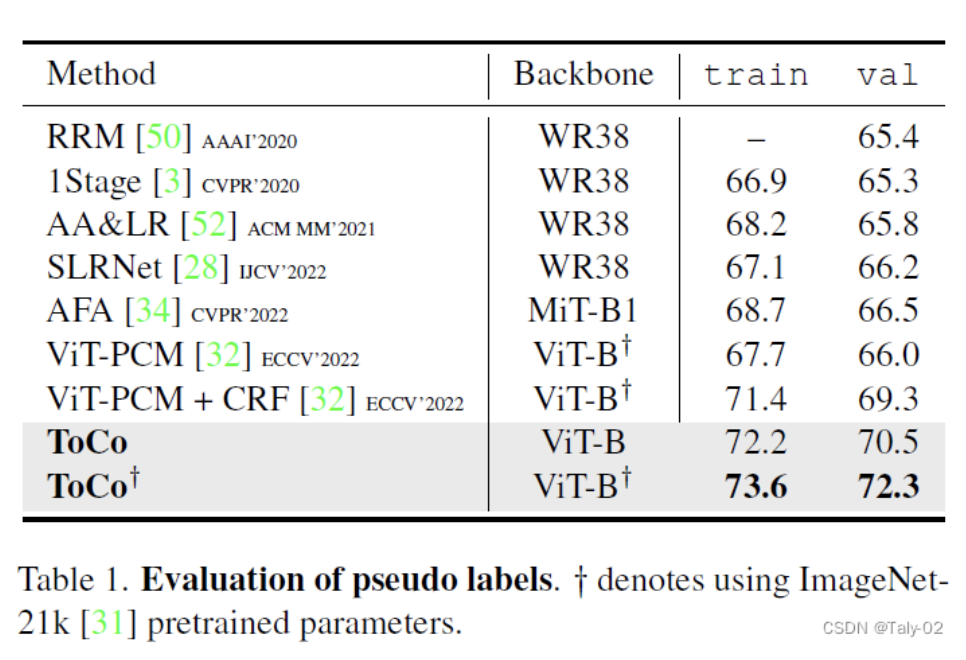 Method Backbone train val
RRM [50] AAAI'2020 WR38 – 65.4
1Stage [3] CVPR'2020 WR38 66.9 65.3
AA&LR [52] ACM MM'2021 WR38 68.2 65.8
SLRNet [28] IJCV'2022 WR38 67.1 66.2
AFA [34] CVPR'2022 MiT-B1 68.7 66.5
ViT-PCM [32] ECCV'2022 ViT-B† 67.7 66.0
ViT-PCM + CRF [32] ECCV'2022 ViT-B† 71.4 69.3
ToCo ViT-B 72.2 70.5
ToCo† ViT-B† 73.6 72.3
Table 1. Evaluation of pseudo labels. † denotes using ImageNet-
21k [31] pretrained parameters.
CSDN @Taly-02